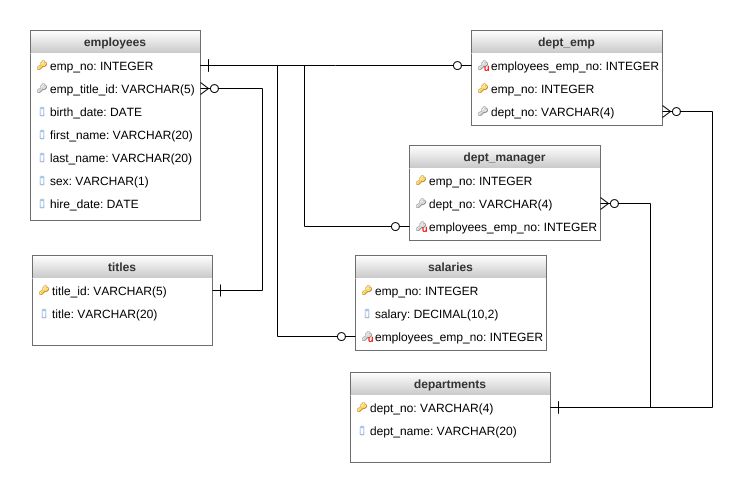 employees
emp_no: INTEGER
emp_title_id: VARCHAR(5)
birth_date: DATE
first_name: VARCHAR(20)
last_name: VARCHAR(20)
sex: VARCHAR(1)
hire_date: DATE
titles
title_id: VARCHAR(5)
title: VARCHAR(20)
dept_emp
employees_emp_no: INTEGER
emp_no: INTEGER
dept_no: VARCHAR(4)
dept_manager
emp_no: INTEGER
dept_no: VARCHAR(4)
employees_emp_no: INTEGER
salaries
emp_no: INTEGER
salary: DECIMAL(10,2)
employees_emp_no: INTEGER
departments
dept_no: VARCHAR(4)
dept_name: VARCHAR(20)